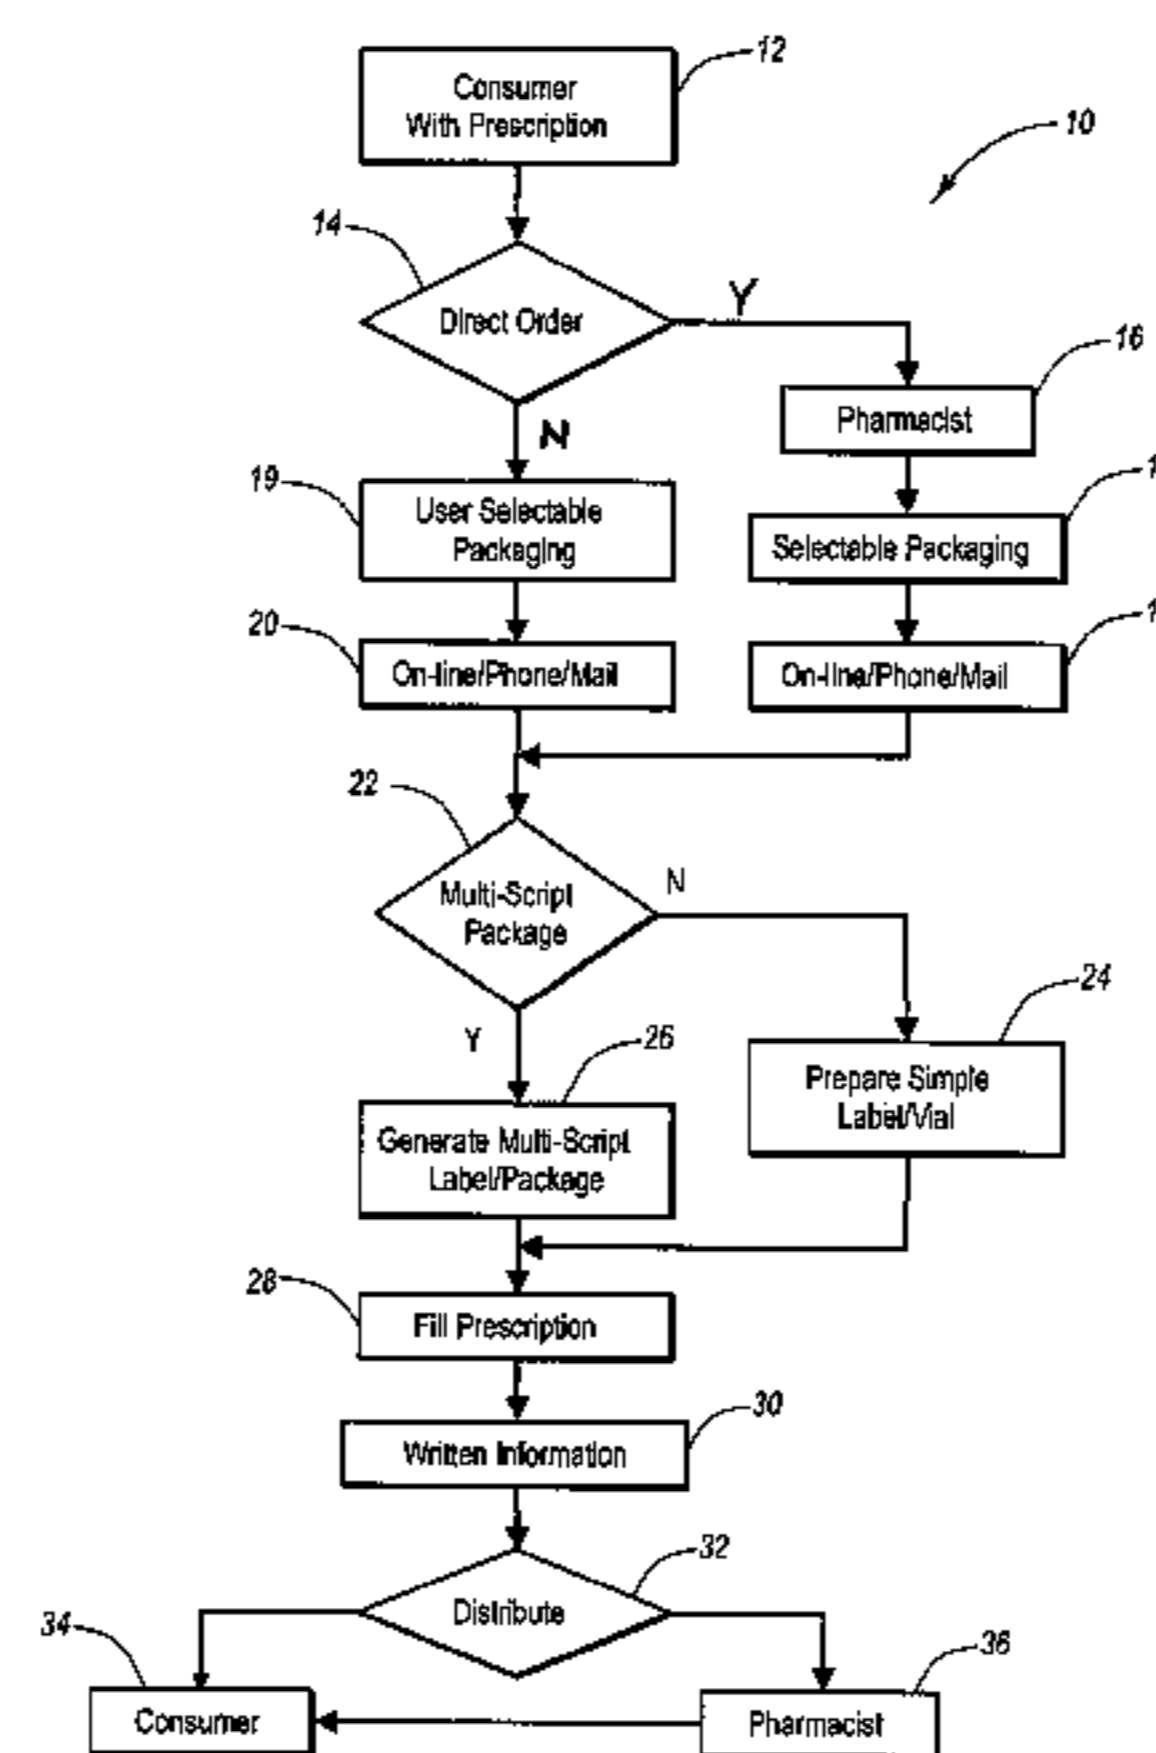 12
Consumer
With Prescription
10
14
Direct Order
Y
16
Pharmacist
N
19
User Selectable
Packaging
Selectable Packaging
20
On-line/Phone/Mail
On-line/Phone/Mail
22
Multi-Script
Package
N
24
Prepare Simple
Label/Vial
Y
26
Generate Multi-Script
Label/Package
28
Fill Prescription
30
Written Information
32
Distribute
34
Consumer
36
Pharmacist